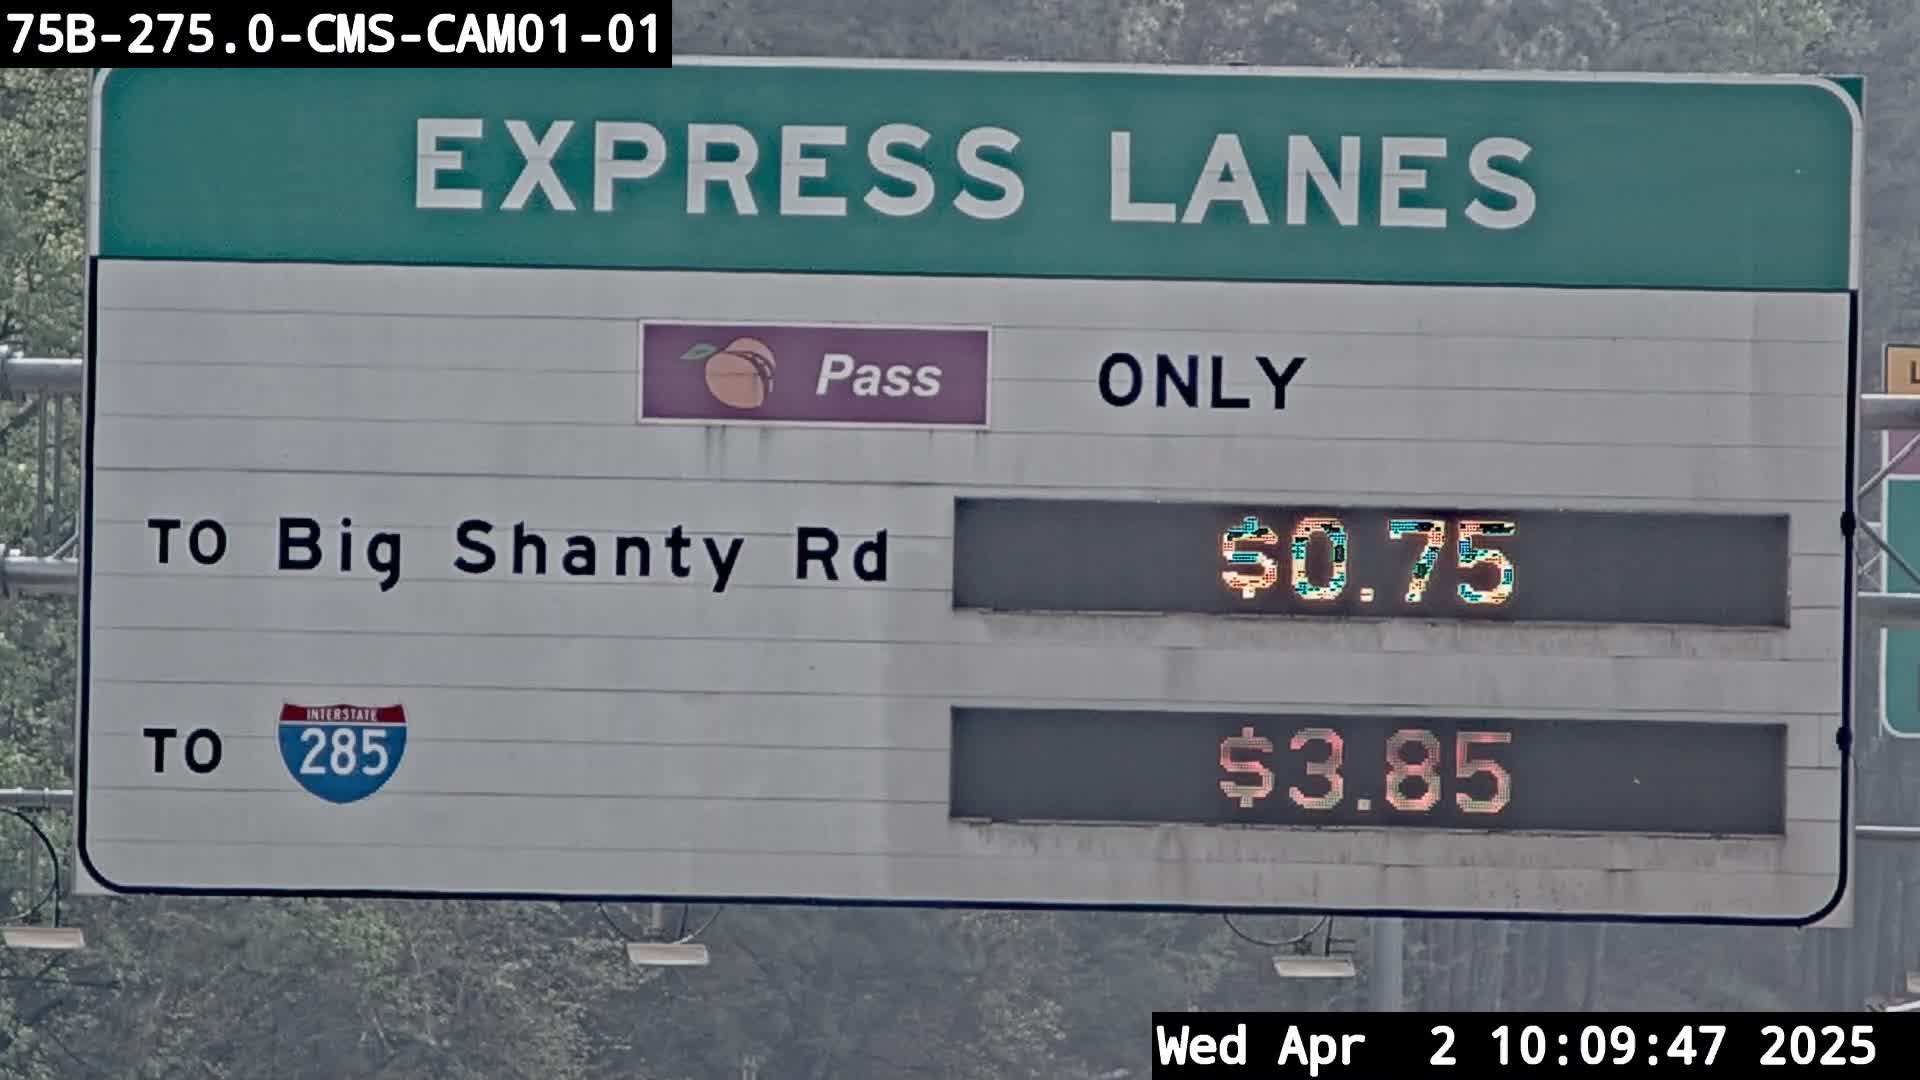 75B-275.0-CMS-CAM01-01
EXPRESS LANES
Pass ONLY
TO Big Shanty Rd $0.75
INTERSTATE
TO 285 $3.85
Wed Apr 2 10:09:47 2025